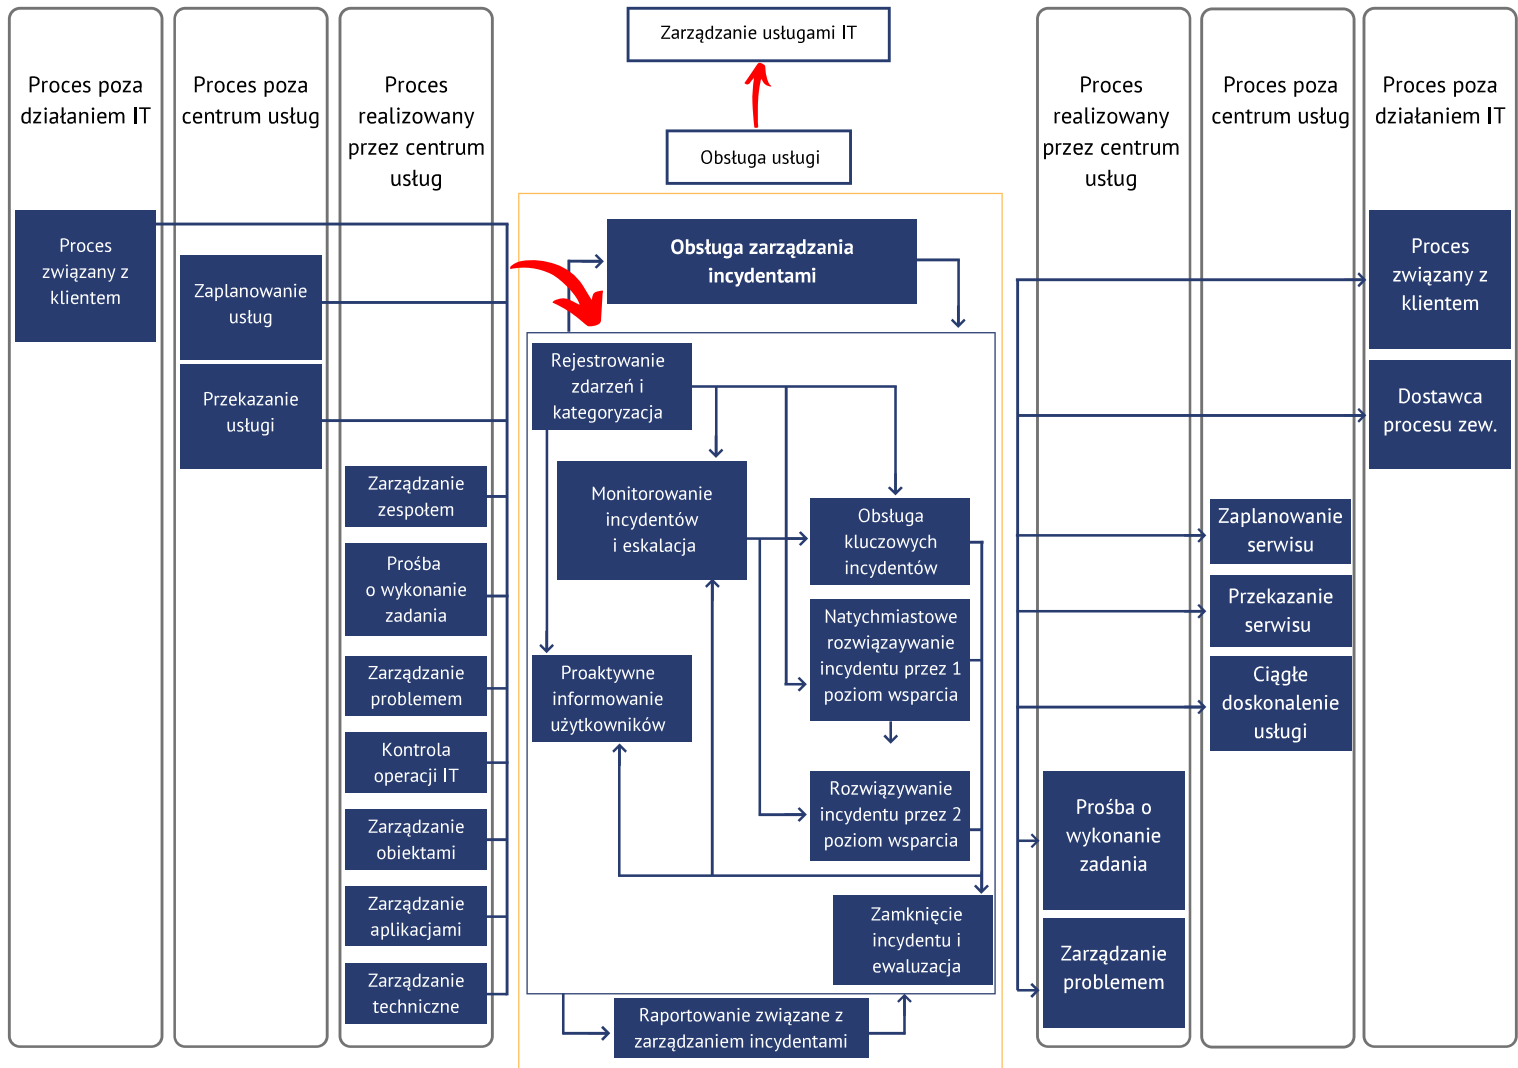 Proces poza
działaniem IT
Proces związany z
klientem
Proces poza
centrum usług
Zaplanowanie
usług
Przekazanie
usługi
Proces
realizowany
przez centrum
usług
Zarządzanie
zespołem
Prośba
o wykonanie
zadania
Zarządzanie
problemem
Kontrola
operacji IT
Zarządzanie
obiektami
Zarządzanie
aplikacjami
Zarządzanie
techniczne
Zarządzanie usługami IT
Obsługa usługi
Obsługa zarządzania
incydentami
Rejestrowanie
zdarzeń i
kategoryzacja
Monitorowanie
incydentów
i eskalacja
Obsługa
kluczowych
incydentów
Natychmiastowe
rozwiązaywanie
incydentu przez 1
poziom wsparcia
Proaktywne
informowanie
użytkowników
Rozwiązywanie
incydentu przez 2
poziom wsparcia
Zamknięcie
incydentu i
ewaluzacja
Raportowanie związane z
zarządzaniem incydentami
Proces
realizowany
przez centrum
usług
Prośba o
wykonanie
zadania
Zarządzanie
problemem
Proces poza
centrum usług
Zaplanowanie
serwisu
Przekazanie
serwisu
Ciągłe
doskonalenie
usługi
Proces poza
działaniem IT
Proces
związany z
klientem
Dostawca
procesu zew.